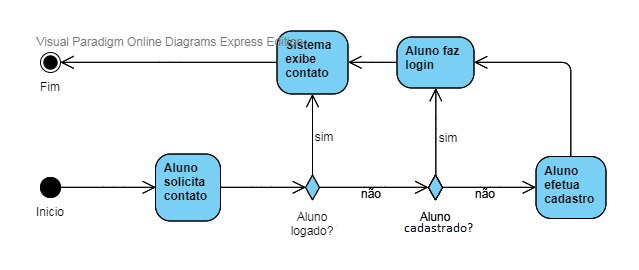 Visual Paradigm Online Diagrams Express Edition
Sistema
exibe
contato
Aluno faz
login
Fim
sim
sim
Aluno
solicita
contato
Aluno
efetua
cadastro
não
não
Inicio
Aluno
logado?
Aluno
cadastrado?